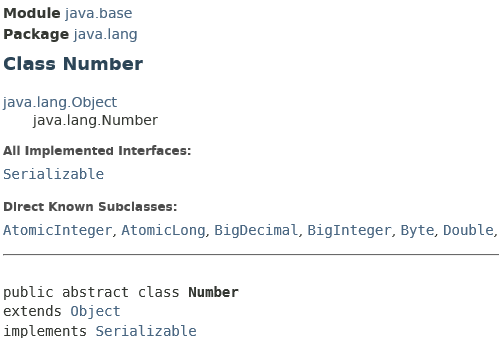 Module java.base
Package java.lang
Class Number
java.lang.Object
java.lang.Number
All Implemented Interfaces:
Serializable
Direct Known Subclasses:
AtomicInteger, AtomicLong, BigDecimal, BigInteger, Byte, Double,
public abstract class Number
extends Object
implements Serializable